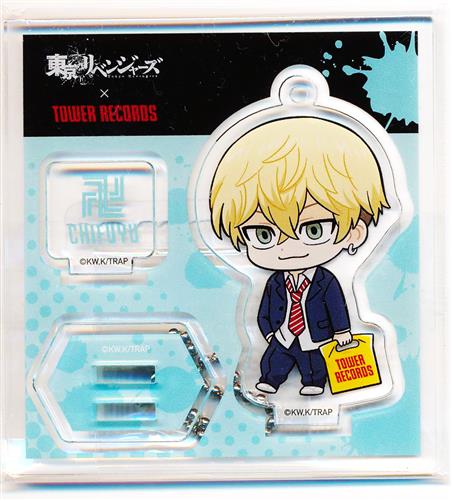 東京卍リベンジャーズ
Tokyo Revengers
×
TOWER RECORDS
CHIFUYU
©KW,K/TRAP
©KW,K/TRAP
TOWER
RECORDS
©KW,K/TRAP